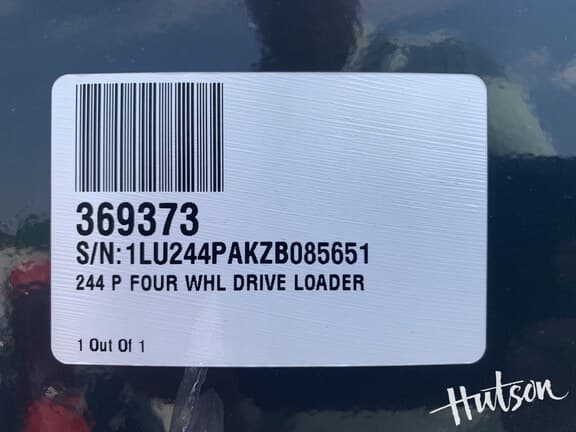 369373
S/N:1LU244PAKZB085651
244 P FOUR WHL DRIVE LOADER
1 Out Of 1
Hutson